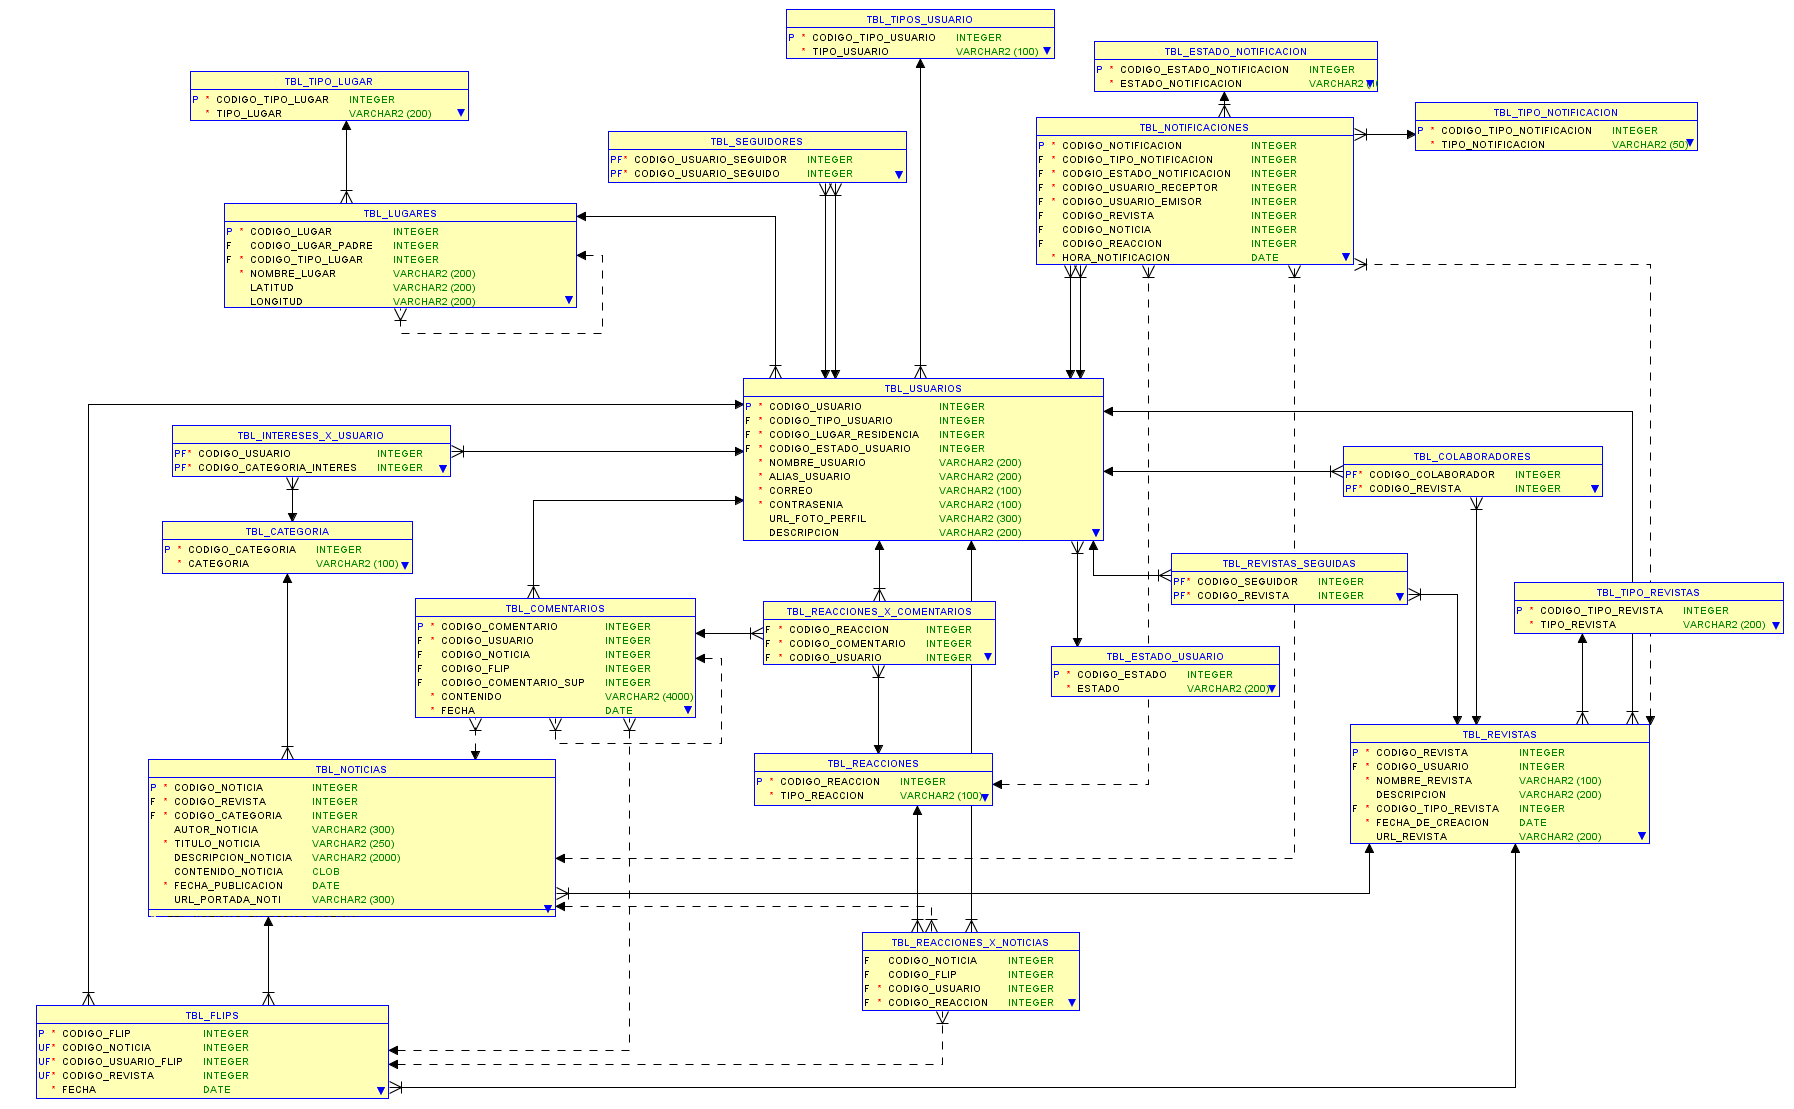 TBL_TIPOS_USUARIO
P * CODIGO_TIPO_USUARIO INTEGER
* TIPO_USUARIO VARCHAR2 (100)
TBL_ESTADO_NOTIFICACION
P * CODIGO_ESTADO_NOTIFICACION INTEGER
* ESTADO_NOTIFICACION VARCHAR2
TBL_TIPO_LUGAR
P * CODIGO_TIPO_LUGAR INTEGER
* TIPO_LUGAR VARCHAR2 (200)
TBL_TIPO_NOTIFICACION
P * CODIGO_TIPO_NOTIFICACION INTEGER
* TIPO_NOTIFICACION VARCHAR2 (50)
TBL_SEGUIDORES
PF* CODIGO_USUARIO_SEGUIDOR INTEGER
PF* CODIGO_USUARIO_SEGUIDO INTEGER
TBL_NOTIFICACIONES
P * CODIGO_NOTIFICACION INTEGER
F * CODIGO_TIPO_NOTIFICACION INTEGER
F * CODGIO_ESTADO_NOTIFICACION INTEGER
F * CODIGO_USUARIO_RECEPTOR INTEGER
F * CODIGO_USUARIO_EMISOR INTEGER
F CODIGO_REVISTA INTEGER
F CODIGO_NOTICIA INTEGER
F CODIGO_REACCION INTEGER
* HORA_NOTIFICACION DATE
TBL_LUGARES
P * CODIGO_LUGAR INTEGER
F CODIGO_LUGAR_PADRE INTEGER
F * CODIGO_TIPO_LUGAR INTEGER
* NOMBRE_LUGAR VARCHAR2 (200)
LATITUD VARCHAR2 (200)
LONGITUD VARCHAR2 (200)
TBL_USUARIOS
P * CODIGO_USUARIO INTEGER
F * CODIGO_TIPO_USUARIO INTEGER
F * CODIGO_LUGAR_RESIDENCIA INTEGER
F * CODIGO_ESTADO_USUARIO INTEGER
* NOMBRE_USUARIO VARCHAR2 (200)
* ALIAS_USUARIO VARCHAR2 (200)
* CORREO VARCHAR2 (100)
* CONTRASENIA VARCHAR2 (100)
URL_FOTO_PERFIL VARCHAR2 (300)
DESCRIPCION VARCHAR2 (200)
TBL_INTERESES_X_USUARIO
PF* CODIGO_USUARIO INTEGER
PF* CODIGO_CATEGORIA_INTERES INTEGER
TBL_COLABORADORES
PF* CODIGO_COLABORADOR INTEGER
PF* CODIGO_REVISTA INTEGER
TBL_CATEGORIA
P * CODIGO_CATEGORIA INTEGER
* CATEGORIA VARCHAR2 (100)
TBL_REVISTAS_SEGUIDAS
PF* CODIGO_SEGUIDOR INTEGER
PF* CODIGO_REVISTA INTEGER
TBL_TIPO_REVISTAS
P * CODIGO_TIPO_REVISTA INTEGER
* TIPO_REVISTA VARCHAR2 (200)
TBL_COMENTARIOS
P * CODIGO_COMENTARIO INTEGER
F * CODIGO_USUARIO INTEGER
F CODIGO_NOTICIA INTEGER
F CODIGO_FLIP INTEGER
F CODIGO_COMENTARIO_SUP INTEGER
* CONTENIDO VARCHAR2 (4000)
* FECHA DATE
TBL_REACCIONES_X_COMENTARIOS
F * CODIGO_REACCION INTEGER
F * CODIGO_COMENTARIO INTEGER
F * CODIGO_USUARIO INTEGER
TBL_ESTADO_USUARIO
P * CODIGO_ESTADO INTEGER
* ESTADO VARCHAR2 (200)
TBL_REVISTAS
P * CODIGO_REVISTA INTEGER
F * CODIGO_USUARIO INTEGER
* NOMBRE_REVISTA VARCHAR2 (100)
DESCRIPCION VARCHAR2 (200)
F * CODIGO_TIPO_REVISTA INTEGER
* FECHA_DE_CREACION DATE
URL_REVISTA VARCHAR2 (200)
TBL_REACCIONES
P * CODIGO_REACCION INTEGER
* TIPO_REACCION VARCHAR2 (100)
TBL_NOTICIAS
P * CODIGO_NOTICIA INTEGER
F * CODIGO_REVISTA INTEGER
F * CODIGO_CATEGORIA INTEGER
AUTOR_NOTICIA VARCHAR2 (300)
* TITULO_NOTICIA VARCHAR2 (250)
DESCRIPCION_NOTICIA VARCHAR2 (2000)
CONTENIDO_NOTICIA CLOB
* FECHA_PUBLICACION DATE
URL_PORTADA_NOTI VARCHAR2 (300)
TBL_REACCIONES_X_NOTICIAS
F CODIGO_NOTICIA INTEGER
F CODIGO_FLIP INTEGER
F * CODIGO_USUARIO INTEGER
F * CODIGO_REACCION INTEGER
TBL_FLIPS
P * CODIGO_FLIP INTEGER
UF* CODIGO_NOTICIA INTEGER
UF* CODIGO_USUARIO_FLIP INTEGER
UF* CODIGO_REVISTA INTEGER
* FECHA DATE